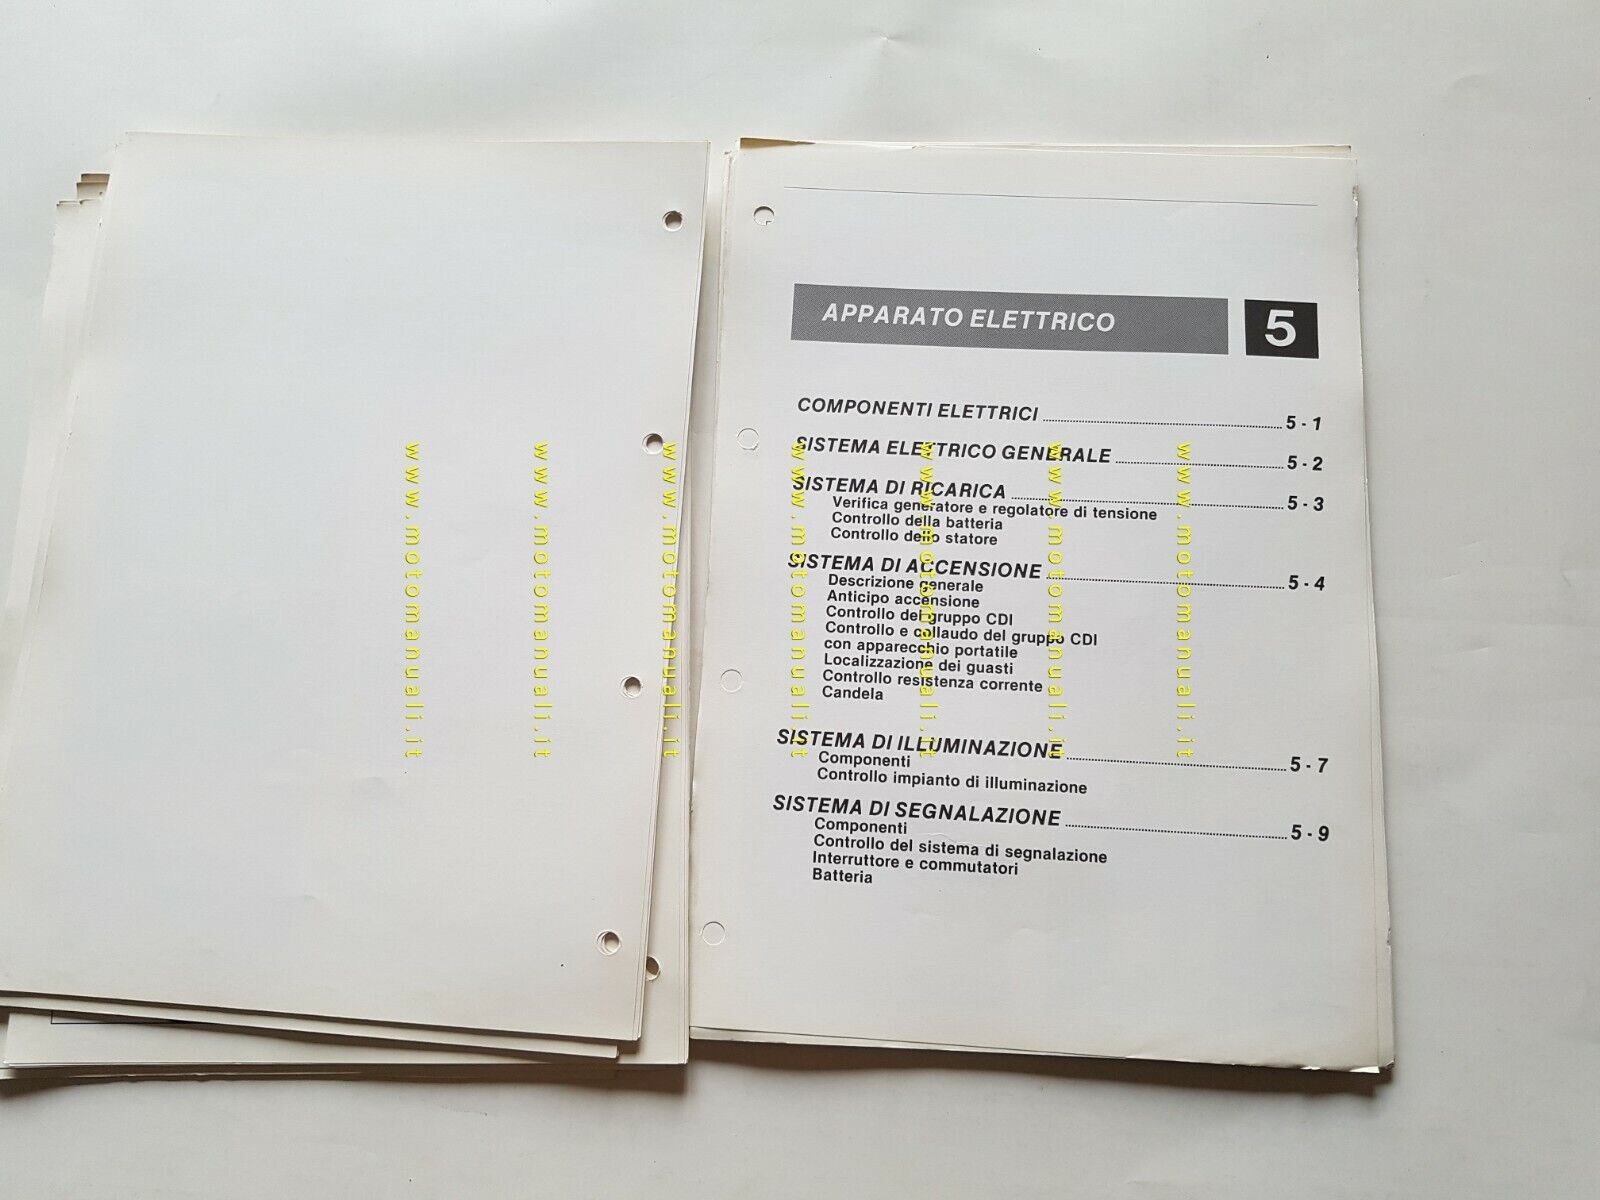 APPARATO ELETTRICO 5
COMPONENTI ELETTRICI ........ 5 - 1
SISTEMA ELETTRICO GENERALE ........ 5 - 2
SISTEMA DI RICARICA ........ 5 - 3
Verifica generatore e regolatore di tensione
Controllo della batteria
Controllo dello statore
SISTEMA DI ACCENSIONE ........ 5 - 4
Descrizione generale
Anticipo accensione
Controllo del gruppo CDI
Controllo e collaudo del gruppo CDI
con apparecchio portatile
Localizzazione dei guasti
Controllo resistenza corrente
Candela
SISTEMA DI ILLUMINAZIONE ........ 5 - 7
Componenti
Controllo impianto di illuminazione
SISTEMA DI SEGNALAZIONE ........ 5 - 9
Componenti
Controllo del sistema di segnalazione
Interruttore e commutatori
Batteria
www.motomanuali.it
www.motomanuali.it
www.motomanuali.it
www.motomanuali.it
www.motomanuali.it
www.motomanuali.it
www.motomanuali.it